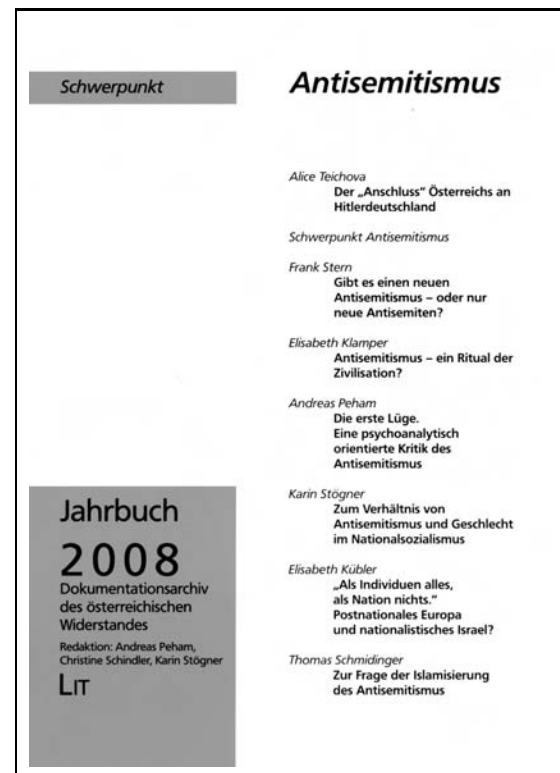 Schwerpunkt
Antisemitismus
Alice Teichova
Der „Anschluss” Österreichs an
Hitlerdeutschland
Schwerpunkt Antisemitismus
Frank Stern
Gibt es einen neuen
Antisemitismus – oder nur
neue Antisemiten?
Elisabeth Klamper
Antisemitismus – ein Ritual der
Zivilisation?
Andreas Peham
Die erste Lüge.
Eine psychoanalytisch
orientierte Kritik des
Antisemitismus
Karin Stögner
Zum Verhältnis von
Antisemitismus und Geschlecht
im Nationalsozialismus
Elisabeth Kübler
„Als Individuen alles,
als Nation nichts.”
Postnationales Europa
und nationalistisches Israel?
Thomas Schmidinger
Zur Frage der Islamisierung
des Antisemitismus
Jahrbuch
2008
Dokumentationsarchiv
des österreichischen
Widerstandes
Redaktion: Andreas Peham,
Christine Schindler, Karin Stögner
LIT